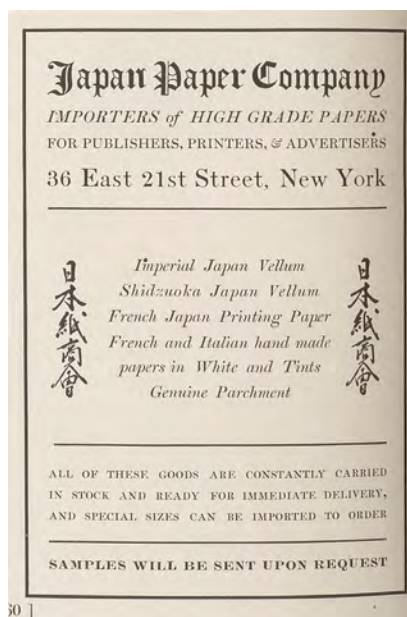 Japan Paper Company
IMPORTERS of HIGH GRADE PAPERS
FOR PUBLISHERS, PRINTERS, & ADVERTISERS
36 East 21st Street, New York
日本紙商會
Imperial Japan Vellum
Shidzuoka Japan Vellum
French Japan Printing Paper
French and Italian hand made
papers in White and Tints
Genuine Parchment
日本紙商會
ALL OF THESE GOODS ARE CONSTANTLY CARRIED
IN STOCK AND READY FOR IMMEDIATE DELIVERY,
AND SPECIAL SIZES CAN BE IMPORTED TO ORDER
SAMPLES WILL BE SENT UPON REQUEST
60 ]